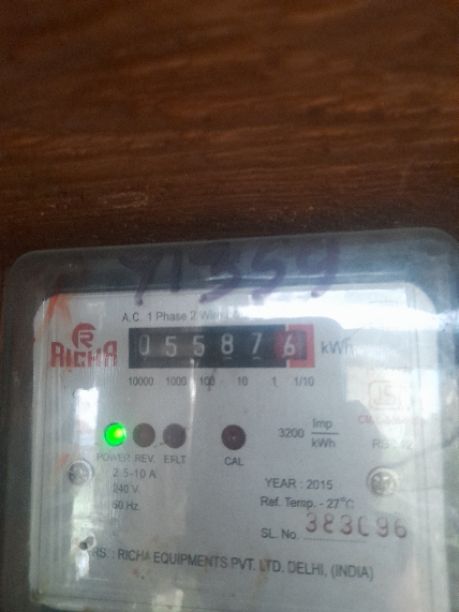 A.C. 1 Phase 2 Wire
RICHA
055876 kWh
10000 1000 100 10 1 1/10
POWER REV. E/LT CAL
3200 Imp/kWh
2.5-10 A
240 V
YEAR : 2015
50 Hz.
Ref. Temp. - 27°C
SL. No.
RS. : RICHA EQUIPMENTS PVT. LTD. DELHI, (INDIA)